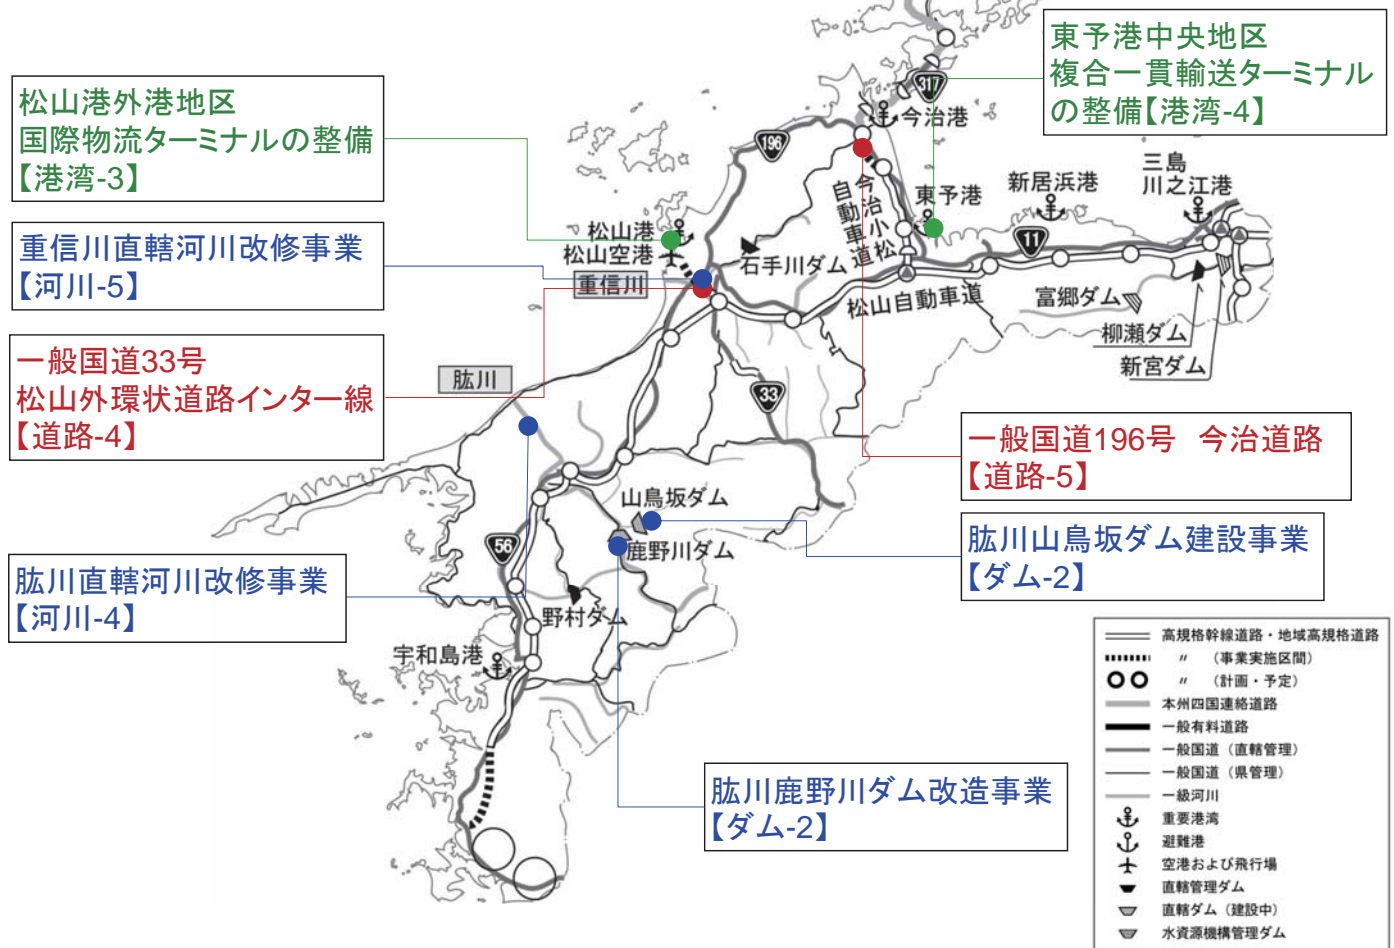 東予港中央地区
複合一貫輸送ターミナル
の整備【港湾-4】
松山港外港地区
国際物流ターミナルの整備
【港湾-3】
重信川直轄河川改修事業
【河川-5】
一般国道33号
松山外環状道路インター線
【道路-4】
肱川直轄河川改修事業
【河川-4】
一般国道196号　今治道路
【道路-5】
肱川山鳥坂ダム建設事業
【ダム-2】
肱川鹿野川ダム改造事業
【ダム-2】
317
今治港
196
今治小松
自動車道
東予港
新居浜港
三島
川之江港
松山港
松山空港
石手川ダム
重信川
11
松山自動車道
富郷ダム
柳瀬ダム
新宮ダム
肱川
33
山鳥坂ダム
鹿野川ダム
56
野村ダム
宇和島港
高規格幹線道路・地域高規格道路
〃　（事業実施区間）
〃　（計画・予定）
本州四国連絡道路
一般有料道路
一般国道（直轄管理）
一般国道（県管理）
一級河川
重要港湾
避難港
空港および飛行場
直轄管理ダム
直轄ダム（建設中）
水資源機構管理ダム